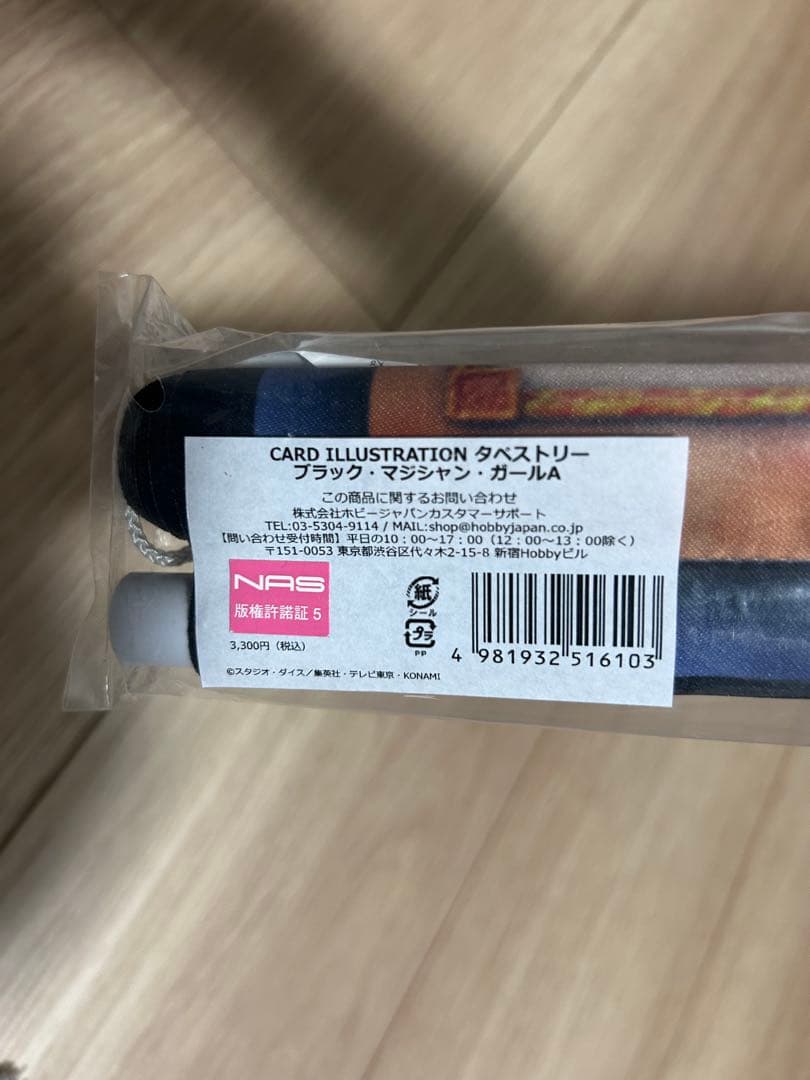 CARD ILLUSTRATION タペストリー
ブラック・マジシャン・ガールA
この商品に関するお問い合わせ
株式会社ホビージャパンカスタマーサポート
TEL:03-5304-9114 / MAIL:shop@hobbyjapan.co.jp
【問い合わせ受付時間】平日の10:00〜17:00(12:00〜13:00除く)
〒151-0053 東京都渋谷区代々木2-15-8 新宿Hobbyビル
NAS
版権許諾証 5
3,300円(税込)
紙
シール
プラ
PP
4 981932 516103
©スタジオ・ダイス/集英社・テレビ東京・KONAMI